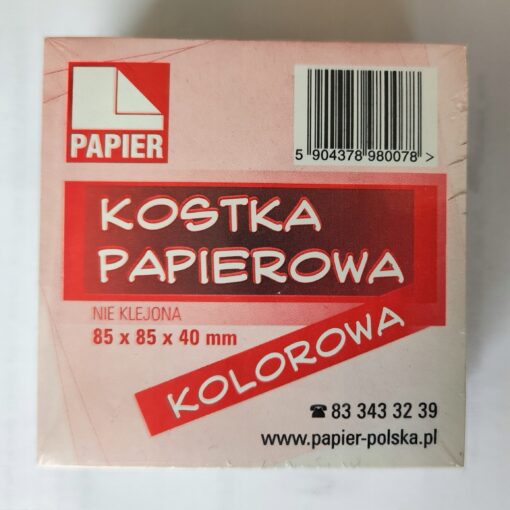 PAPIER
5 904378 980078 >
KOSTKA
PAPIEROWA
NIE KLEJONA
85 x 85 x 40 mm
KOLOROWA
☎ 83 343 32 39
www.papier-polska.pl